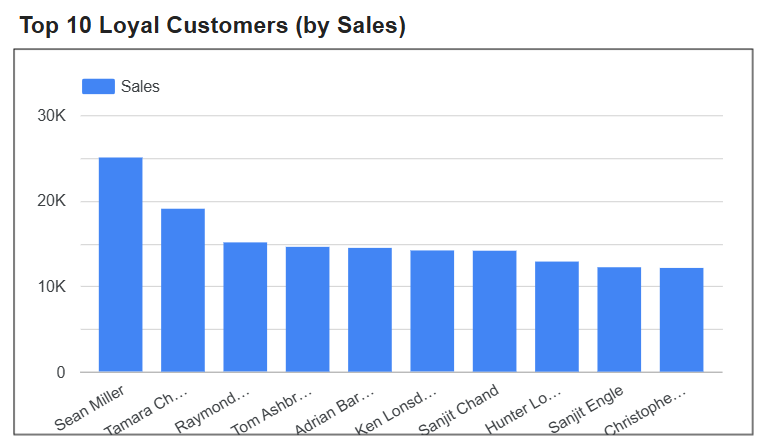 Top 10 Loyal Customers (by Sales)
Sales
30K
20K
10K
0
Sean Miller
Tamara Ch…
Raymond…
Tom Ashbr…
Adrian Bar…
Ken Lonsd…
Sanjit Chand
Hunter Lo…
Sanjit Engle
Christophe…